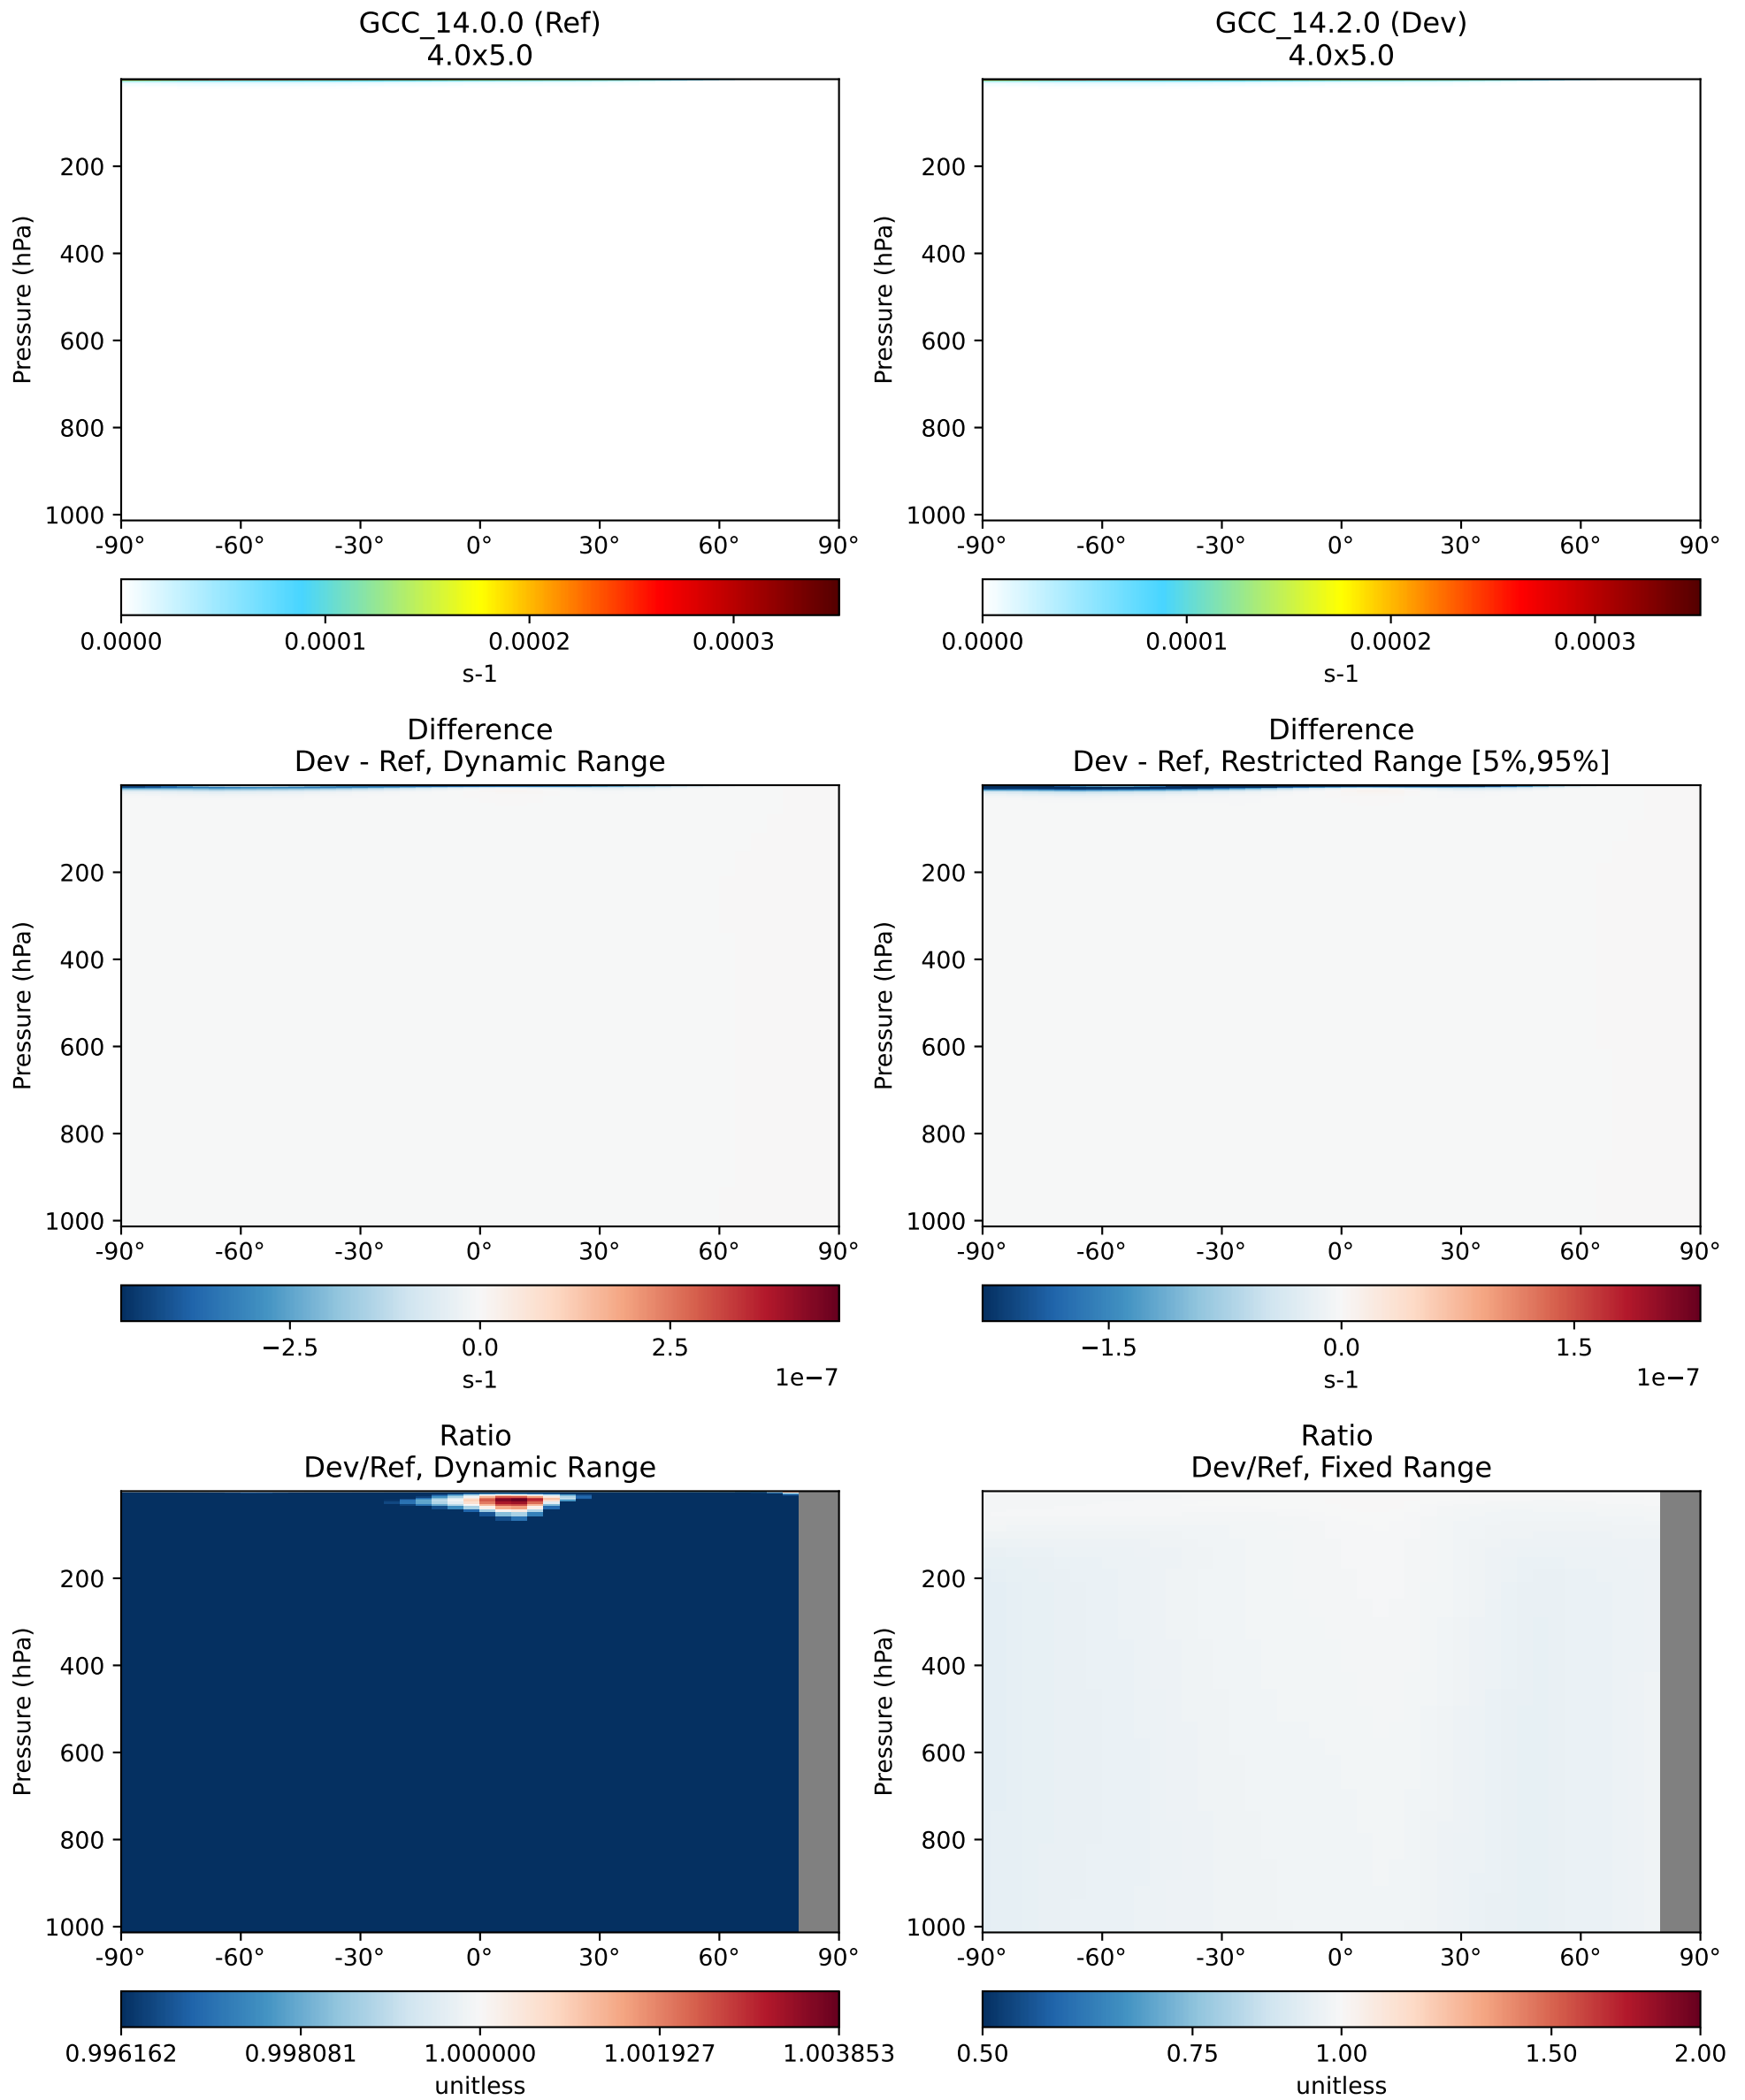 GCC_14.0.0 (Ref)
4.0x5.0
Pressure (hPa)
200
400
600
800
1000
-90° -60° -30° 0° 30° 60° 90°
0.0000 0.0001 0.0002 0.0003
s-1
GCC_14.2.0 (Dev)
4.0x5.0
Pressure (hPa)
200
400
600
800
1000
-90° -60° -30° 0° 30° 60° 90°
0.0000 0.0001 0.0002 0.0003
s-1
Difference
Dev - Ref, Dynamic Range
Pressure (hPa)
200
400
600
800
1000
-90° -60° -30° 0° 30° 60° 90°
−2.5 0.0 2.5
s-1
1e−7
Difference
Dev - Ref, Restricted Range [5%,95%]
Pressure (hPa)
200
400
600
800
1000
-90° -60° -30° 0° 30° 60° 90°
−1.5 0.0 1.5
s-1
1e−7
Ratio
Dev/Ref, Dynamic Range
Pressure (hPa)
200
400
600
800
1000
-90° -60° -30° 0° 30° 60° 90°
0.996162 0.998081 1.000000 1.001927 1.003853
unitless
Ratio
Dev/Ref, Fixed Range
Pressure (hPa)
200
400
600
800
1000
-90° -60° -30° 0° 30° 60° 90°
0.50 0.75 1.00 1.50 2.00
unitless